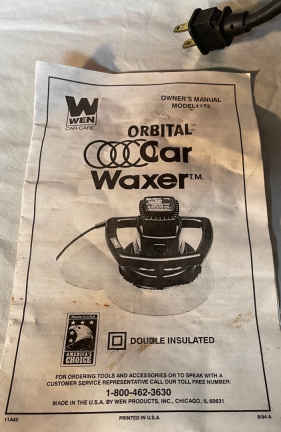 WEN
CAR-CARE
OWNER'S MANUAL
MODEL
ORBITAL
Car
Waxer T.M.
AMERICA'S
CHOICE
DOUBLE INSULATED
FOR ORDERING TOOLS AND ACCESSORIES OR TO SPEAK WITH A
CUSTOMER SERVICE REPRESENTATIVE CALL OUR TOLL FREE NUMBER:
1-800-462-3630
MADE IN THE U.S.A. BY WEN PRODUCTS, INC., CHICAGO, IL 60631
PRINTED IN U.S.A.